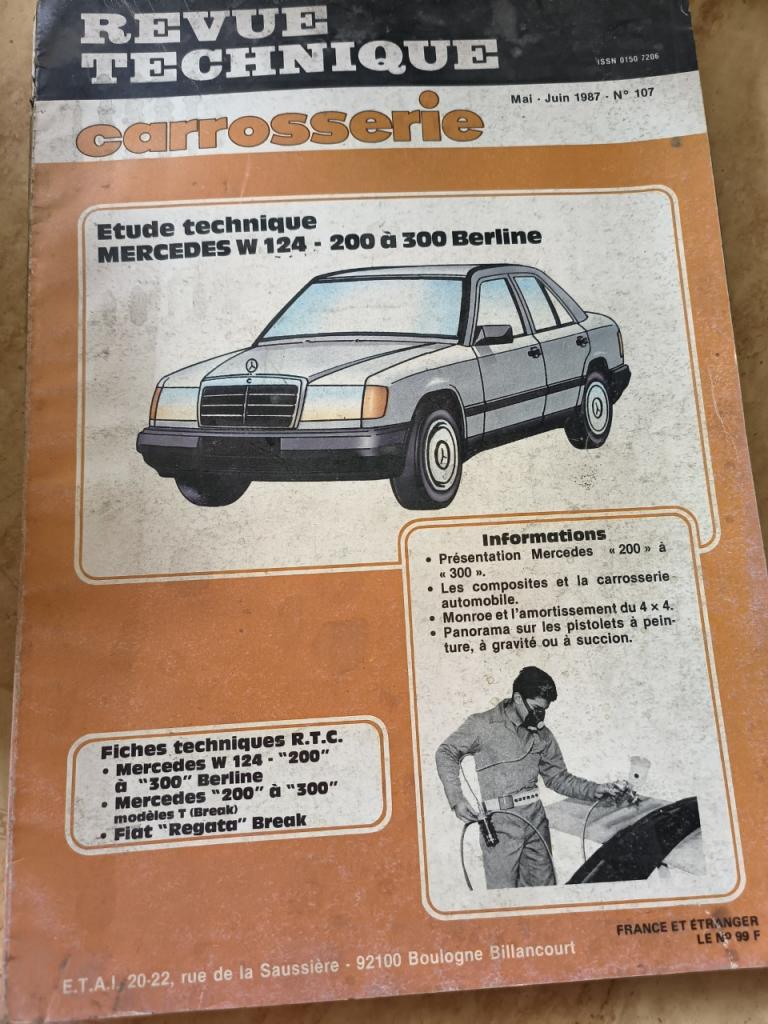 REVUE
TECHNIQUE
ISSN 0150 7206
carrosserie
Mai - Juin 1987 - N° 107
Etude technique
MERCEDES W 124 - 200 à 300 Berline
Informations
• Présentation Mercedes « 200 » à
« 300 ».
• Les composites et la carrosserie
automobile.
• Monroe et l'amortissement du 4 × 4.
• Panorama sur les pistolets à pein-
ture, à gravité ou à succion.
Fiches techniques R.T.C.
• Mercedes W 124 - "200"
à "300" Berline
• Mercedes "200" à "300"
modèles T (Break)
• Fiat "Regata" Break
FRANCE ET ÉTRANGER
LE N° 99 F
E.T.A.I. 20-22, rue de la Saussière - 92100 Boulogne Billancourt